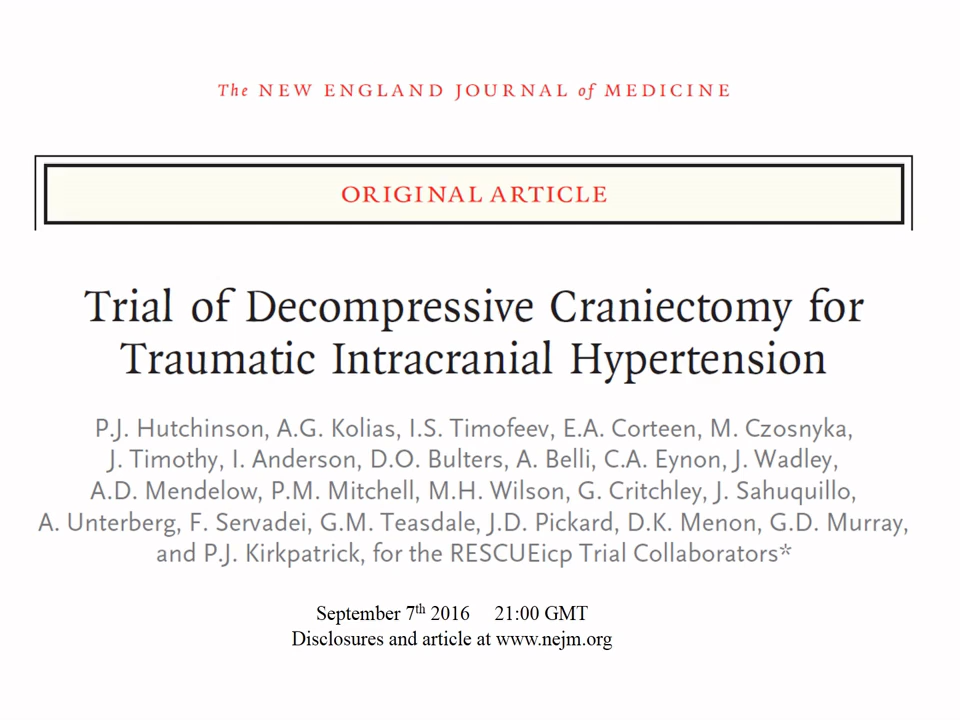 The NEW ENGLAND JOURNAL of MEDICINE
ORIGINAL ARTICLE
Trial of Decompressive Craniectomy for
Traumatic Intracranial Hypertension
P.J. Hutchinson, A.G. Kolias, I.S. Timofeev, E.A. Corteen, M. Czosnyka,
J. Timothy, I. Anderson, D.O. Bulters, A. Belli, C.A. Eynon, J. Wadley,
A.D. Mendelow, P.M. Mitchell, M.H. Wilson, G. Critchley, J. Sahuquillo,
A. Unterberg, F. Servadei, G.M. Teasdale, J.D. Pickard, D.K. Menon, G.D. Murray,
and P.J. Kirkpatrick, for the RESCUEicp Trial Collaborators*
September 7th 2016 21:00 GMT
Disclosures and article at www.nejm.org